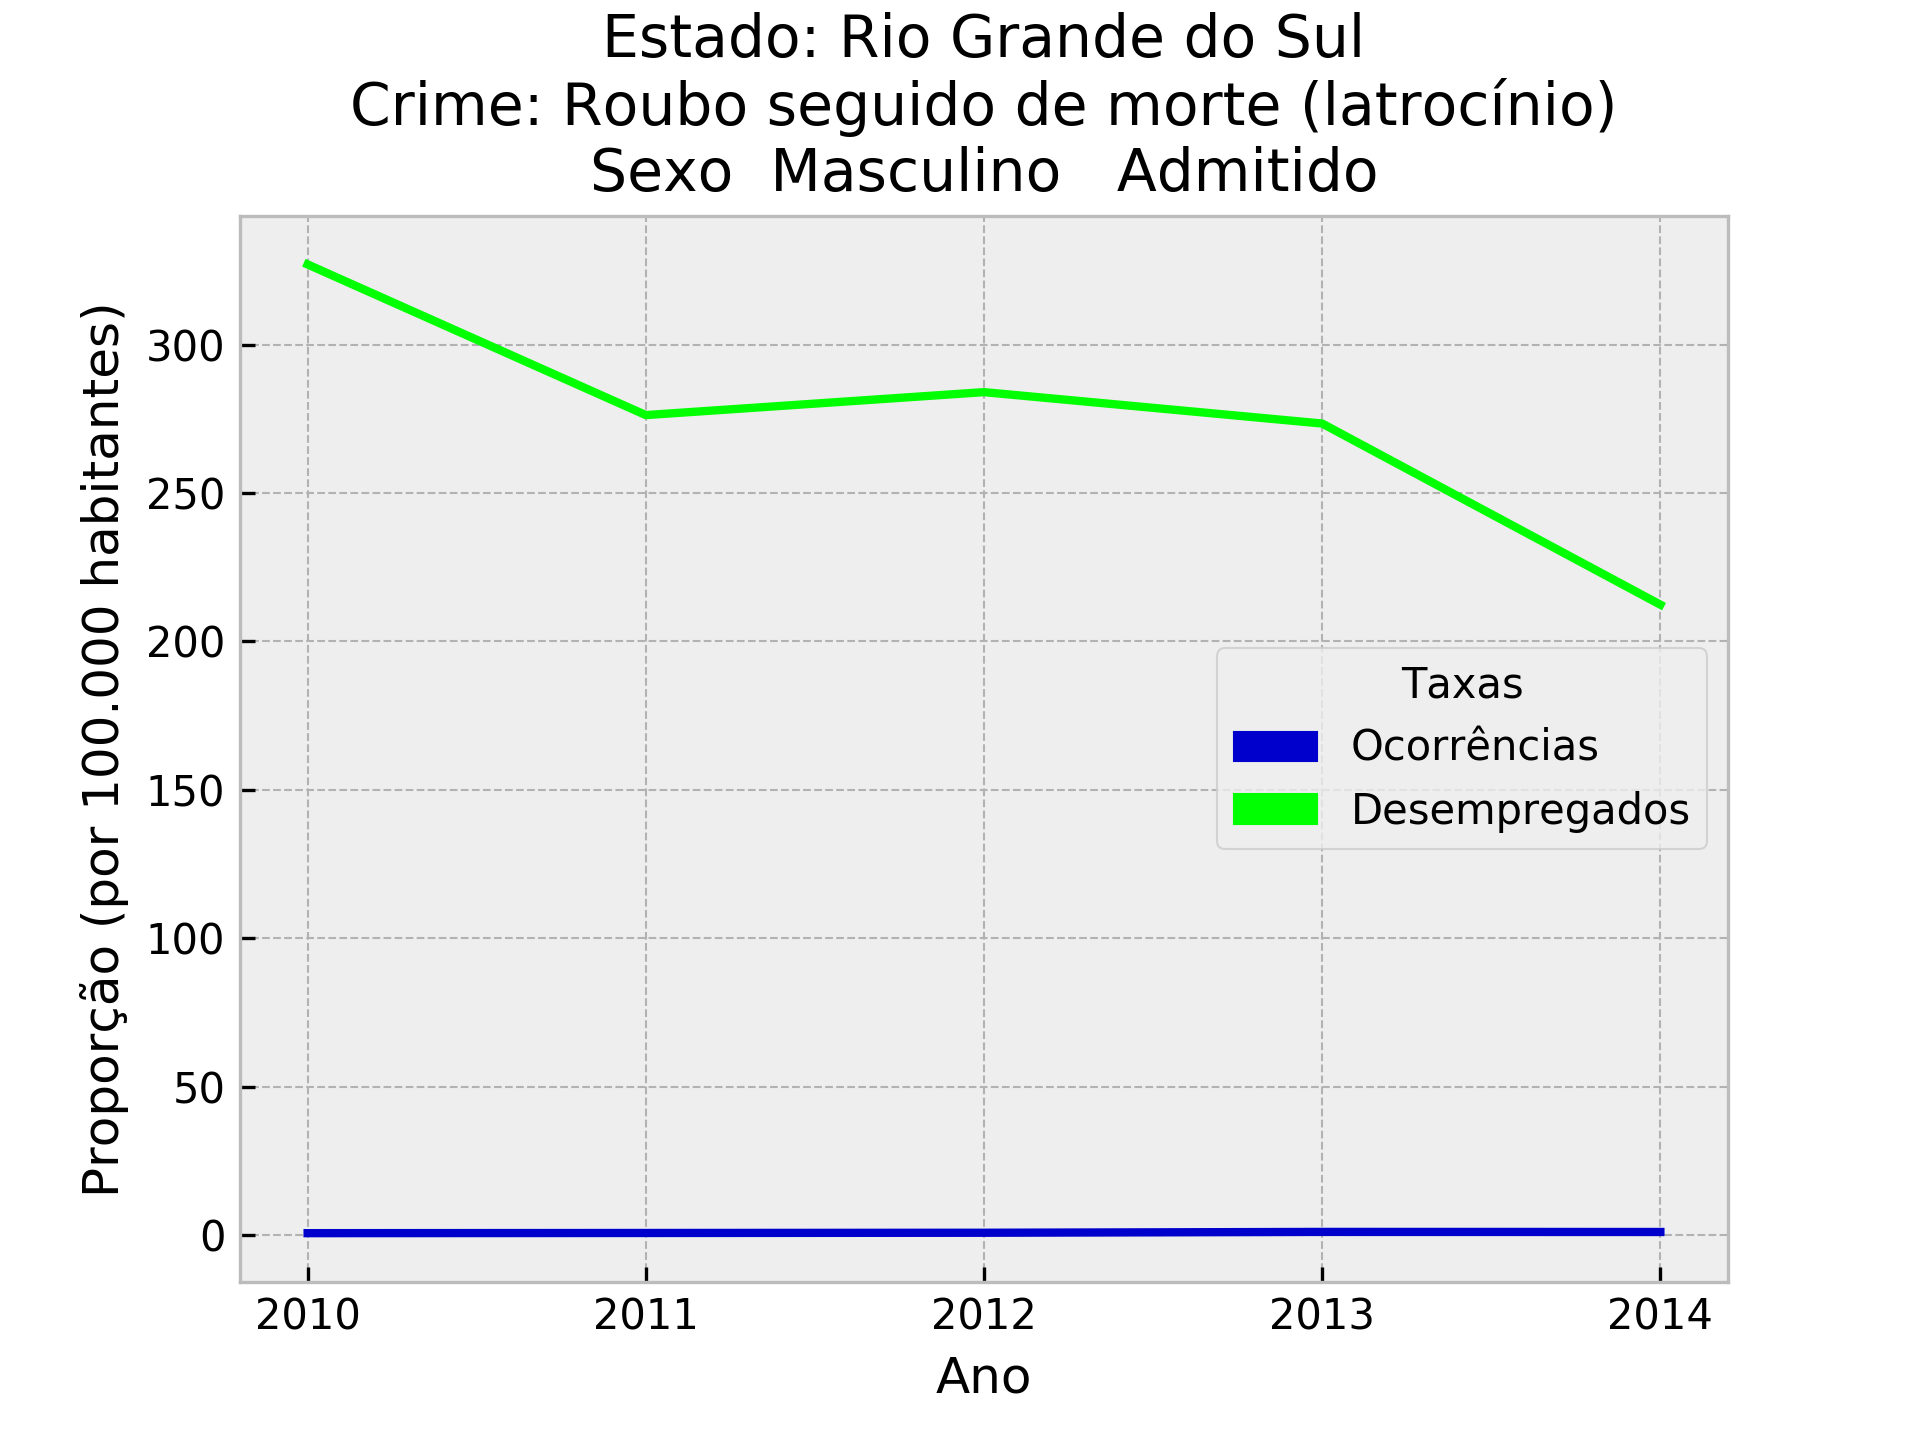 Estado: Rio Grande do Sul
Crime: Roubo seguido de morte (latrocínio)
Sexo  Masculino   Admitido
Proporção (por 100.000 habitantes)
300
250
200
150
100
50
0
Taxas
Ocorrências
Desempregados
2010 2011 2012 2013 2014
Ano